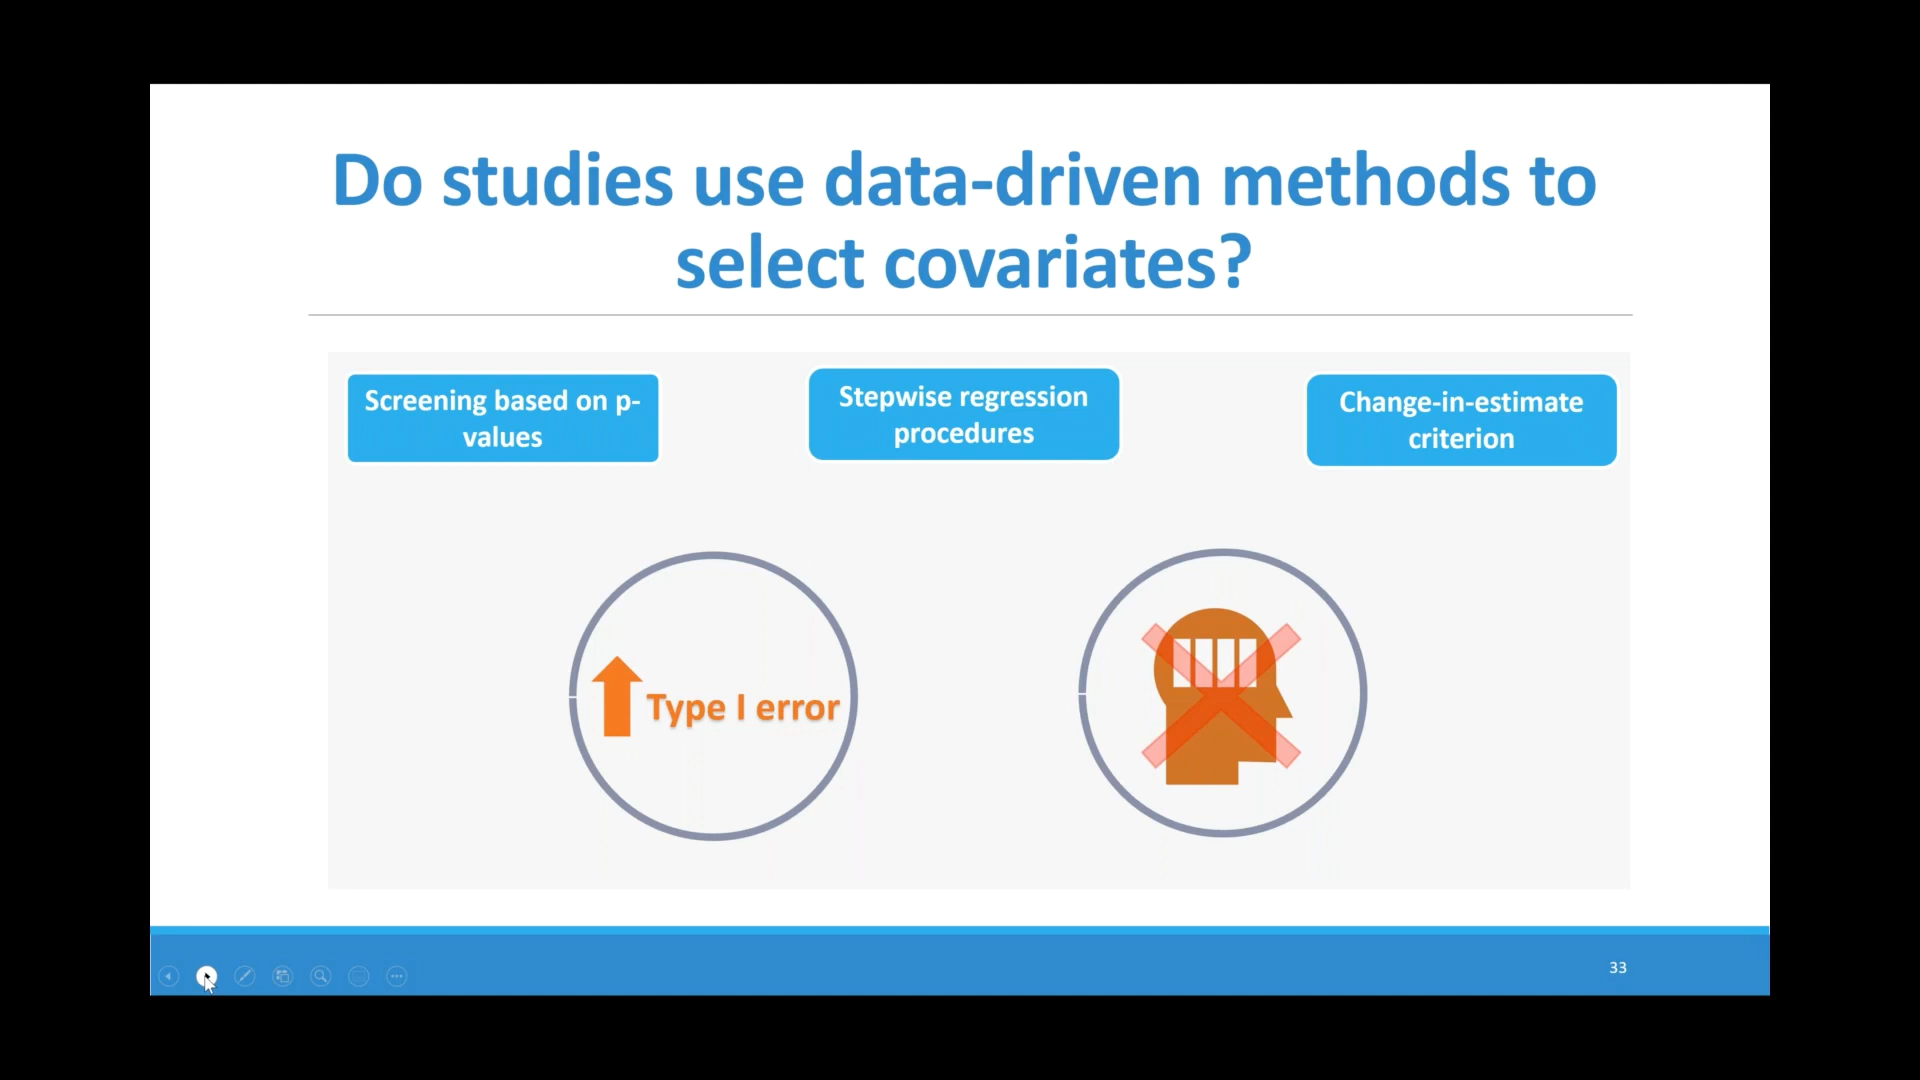 Do studies use data-driven methods to
select covariates?
Screening based on p-
values
Stepwise regression
procedures
Change-in-estimate
criterion
Type I error
33